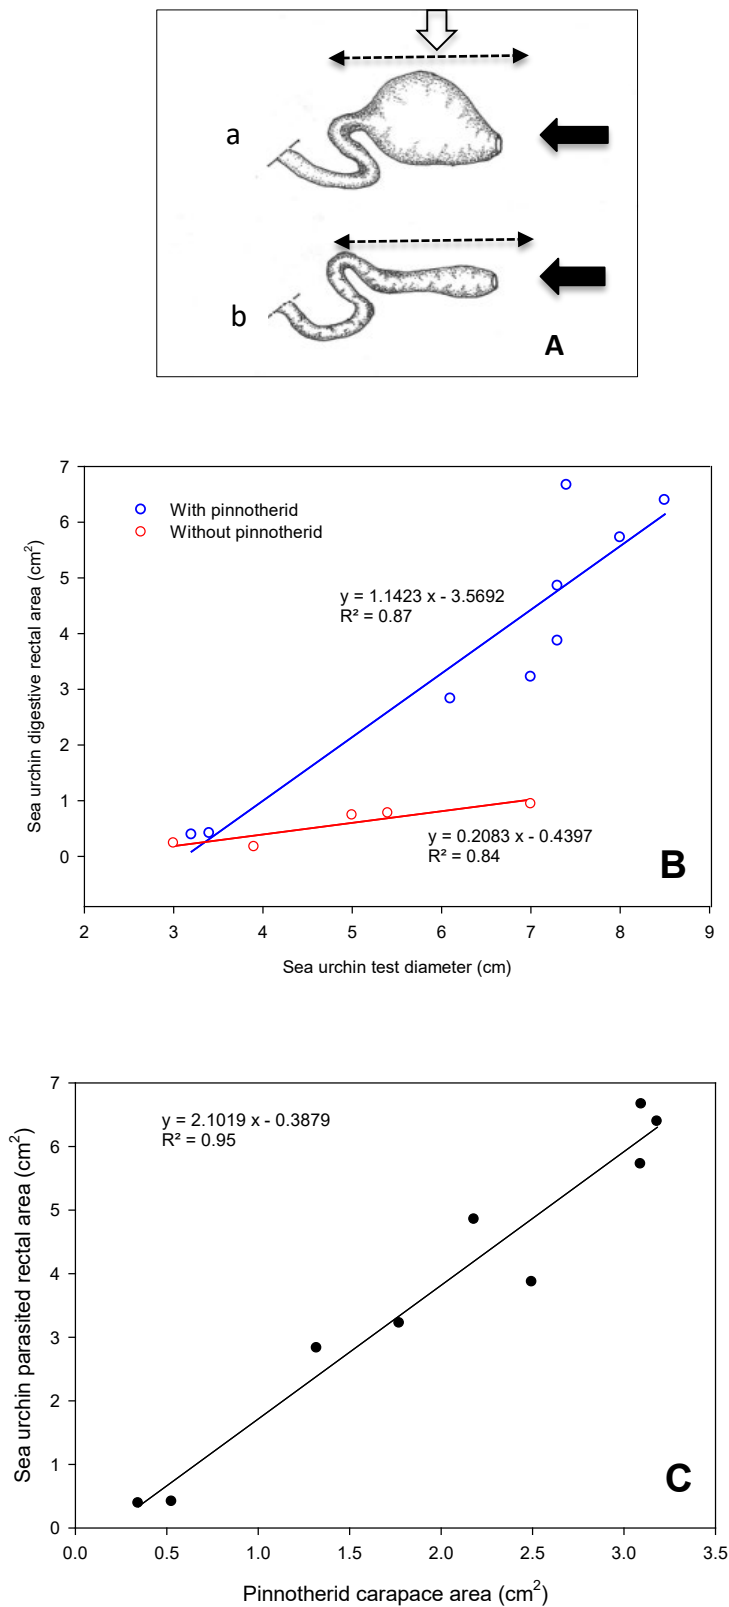 a
b
A
7
6
5
4
3
2
1
0
Sea urchin digestive rectal area (cm²)
With pinnotherid
Without pinnotherid
y = 1.1423 x - 3.5692
R² = 0.87
y = 0.2083 x - 0.4397
R² = 0.84
B
2 3 4 5 6 7 8 9
Sea urchin test diameter (cm)
7
6
5
4
3
2
1
0
Sea urchin parasited rectal area (cm²)
y = 2.1019 x - 0.3879
R² = 0.95
C
0.0 0.5 1.0 1.5 2.0 2.5 3.0 3.5
Pinnotherid carapace area (cm²)